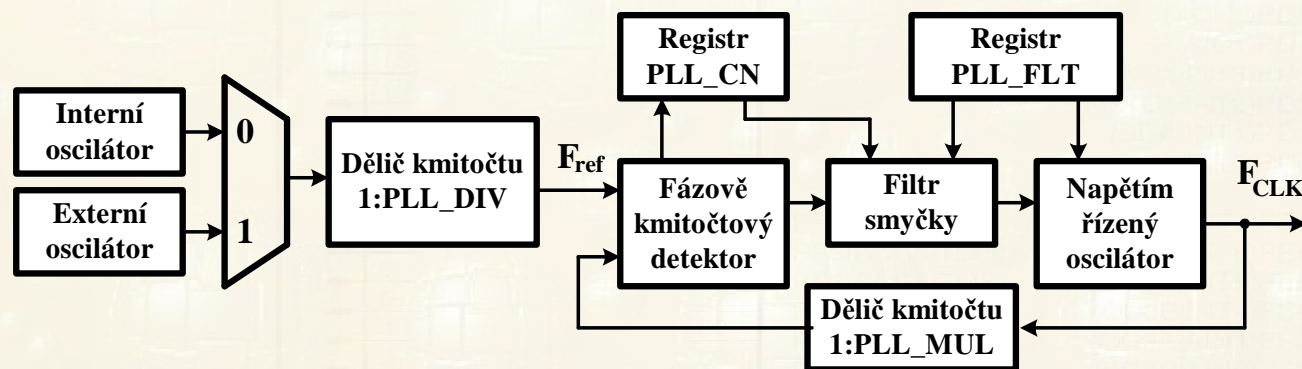 Registr
PLL_CN
Registr
PLL_FLT
Interní
oscilátor
0
Externí
oscilátor
1
Dělič kmitočtu
1:PLL_DIV
Fref
Fázově
kmitočtový
detektor
Filtr
smyčky
Napětím
řízený
oscilátor
FCLK
Dělič kmitočtu
1:PLL_MUL